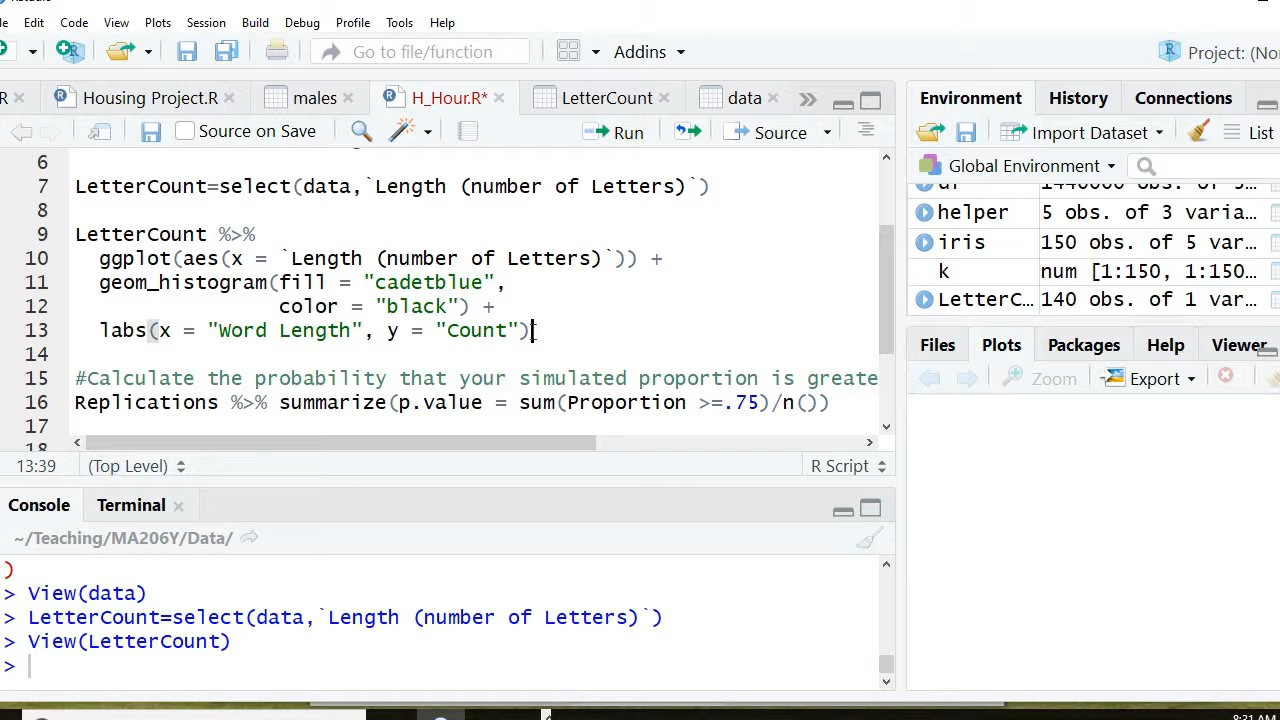 Edit Code View Plots Session Build Debug Profile Tools Help
Go to file/function Addins Project: (No
R Housing Project.R males H_Hour.R* LetterCount data Environment History Connections
Source on Save Run Source Import Dataset List
Global Environment
6
7 LetterCount=select(data,`Length (number of Letters)`)
8
9 LetterCount %>%
10 ggplot(aes(x = `Length (number of Letters)`)) +
11 geom_histogram(fill = "cadetblue",
12 color = "black") +
13 labs(x = "Word Length", y = "Count")
14
15 #Calculate the probability that your simulated proportion is greate
16 Replications %>% summarize(p.value = sum(Proportion >=.75)/n())
17
18
helper 5 obs. of 3 varia…
iris 150 obs. of 5 var…
k num [1:150, 1:150…
LetterC… 140 obs. of 1 var…
Files Plots Packages Help Viewer
Zoom Export
13:39 (Top Level) R Script
Console Terminal
~/Teaching/MA206Y/Data/
)
> View(data)
> LetterCount=select(data,`Length (number of Letters)`)
> View(LetterCount)
>
8:31 AM